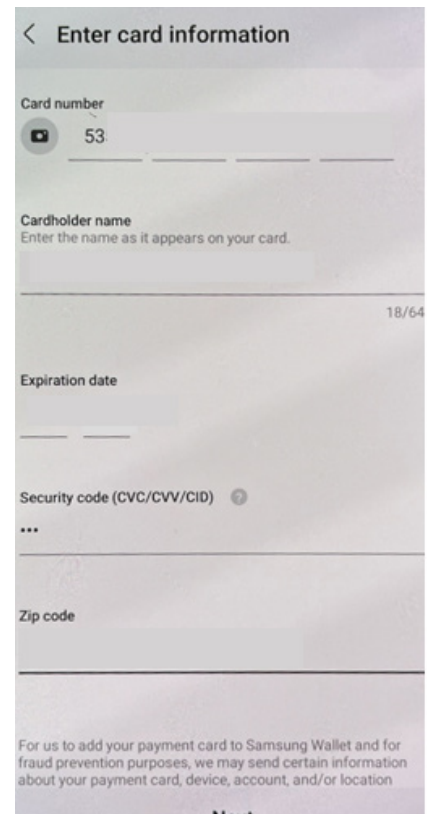 Enter card information
Card number
53
Cardholder name
Enter the name as it appears on your card.
18/64
Expiration date
Security code (CVC/CVV/CID)
•••
Zip code
For us to add your payment card to Samsung Wallet and for
fraud prevention purposes, we may send certain information
about your payment card, device, account, and/or location